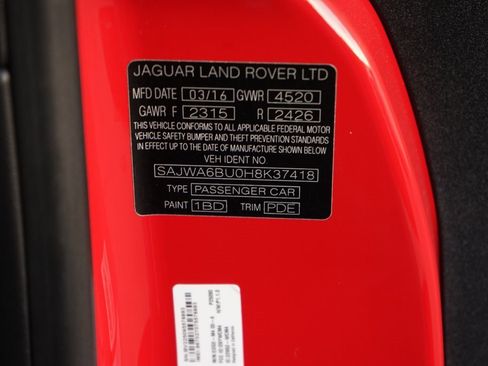 JAGUAR LAND ROVER LTD
MFD DATE 03/16 GVWR 4520
GAWR F 2315 R 2426
THIS VEHICLE CONFORMS TO ALL APPLICABLE FEDERAL MOTOR
VEHICLE SAFETY BUMPER AND THEFT PREVENTION STANDARDS
IN EFFECT UP TO THE DATE OF MANUFACTURE SHOWN ABOVE
VEH IDENT NO
SAJWA6BU0H8K37418
TYPE PASSENGER CAR
PAINT 1BD TRIM PDE